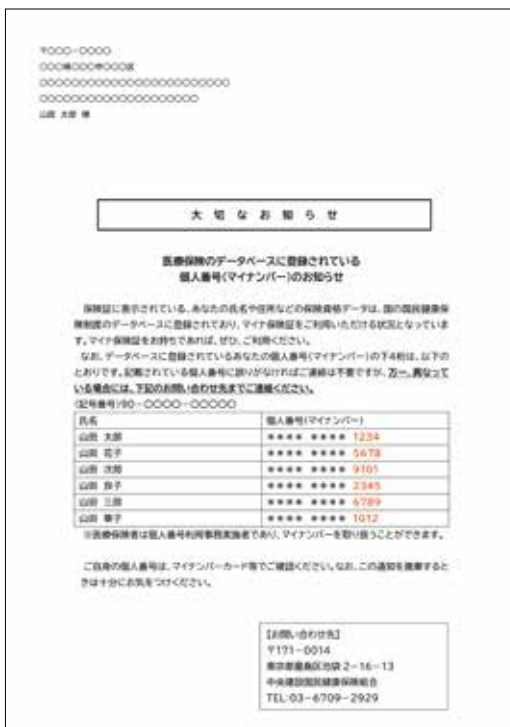 〒○○○-○○○○
○○○県○○○市○○○区
○○○○○○○○○○○○○○○○○○○○○○○○○
○○○○○○○○○○○○○○○○○○○○○
山田 太郎 様
大 切 な お 知 ら せ
医療保険のデータベースに登録されている
個人番号(マイナンバー)のお知らせ
保険証に表示されている、あなたの氏名や住所などの保険資格データは、国の国民健康保
険制度のデータベースに登録されており、マイナ保険証をご利用いただける状況となっていま
す。マイナ保険証をお持ちであれば、ぜひ、ご利用ください。
なお、データベースに登録されているあなたの個人番号(マイナンバー)の下4桁は、以下の
とおりです。記載されている個人番号に誤りがなければご連絡は不要ですが、万一、異なって
いる場合には、下記のお問い合わせ先までご連絡ください。
(記号番号)90-○○○○-○○○○○
氏名 個人番号(マイナンバー)
山田 太郎 **** **** 1234
山田 花子 **** **** 5678
山田 次郎 **** **** 9101
山田 良子 **** **** 2345
山田 三郎 **** **** 6789
山田 華子 **** **** 1012
※医療保険者は個人番号利用事務実施者であり、マイナンバーを取り扱うことができます。
ご自身の個人番号は、マイナンバーカード等でご確認ください。なお、この通知を廃棄すると
きは十分にお気をつけください。
【お問い合わせ先】
〒171-0014
東京都豊島区池袋2-16-13
中央建設国民健康保険組合
TEL:03-6709-2929